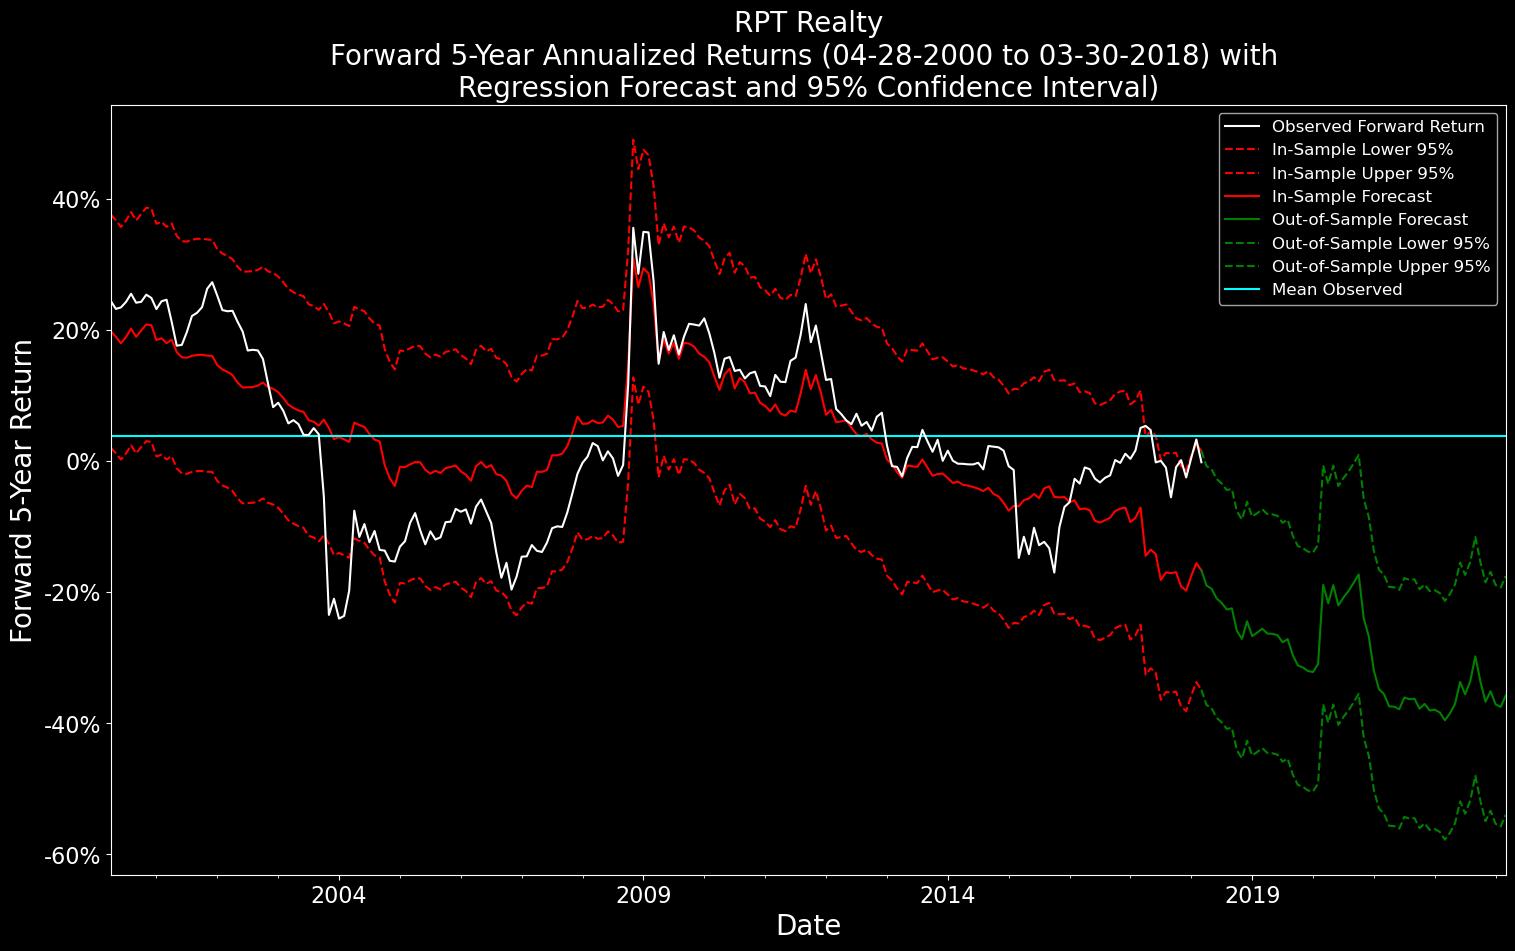 RPT Realty
Forward 5-Year Annualized Returns (04-28-2000 to 03-30-2018) with
Regression Forecast and 95% Confidence Interval)
Observed Forward Return
In-Sample Lower 95%
In-Sample Upper 95%
In-Sample Forecast
Out-of-Sample Forecast
Out-of-Sample Lower 95%
Out-of-Sample Upper 95%
Mean Observed
Forward 5-Year Return
40%
20%
0%
-20%
-40%
-60%
2004
2009
2014
2019
Date